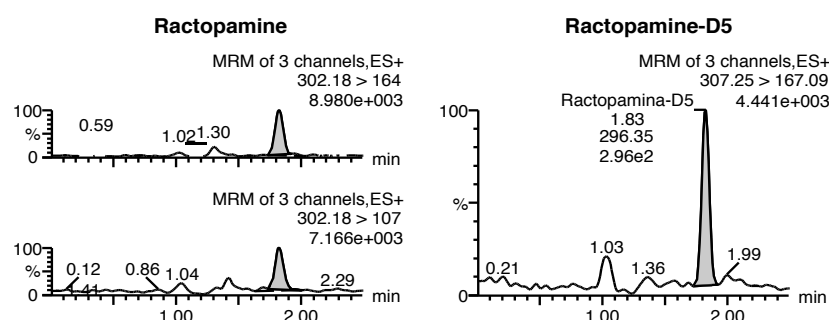 Ractopamine
MRM of 3 channels,ES+
302.18 > 164
8.980e+003
100
%
0
0.59
1.02
1.30
min
MRM of 3 channels,ES+
302.18 > 107
7.166e+003
100
%
0
0.12
1.41
0.86
1.04
2.29
min
1.00
2.00
Ractopamine-D5
MRM of 3 channels,ES+
307.25 > 167.09
4.441e+003
Ractopamina-D5
1.83
296.35
2.96e2
100
%
0
0.21
1.03
1.36
1.99
min
1.00
2.00